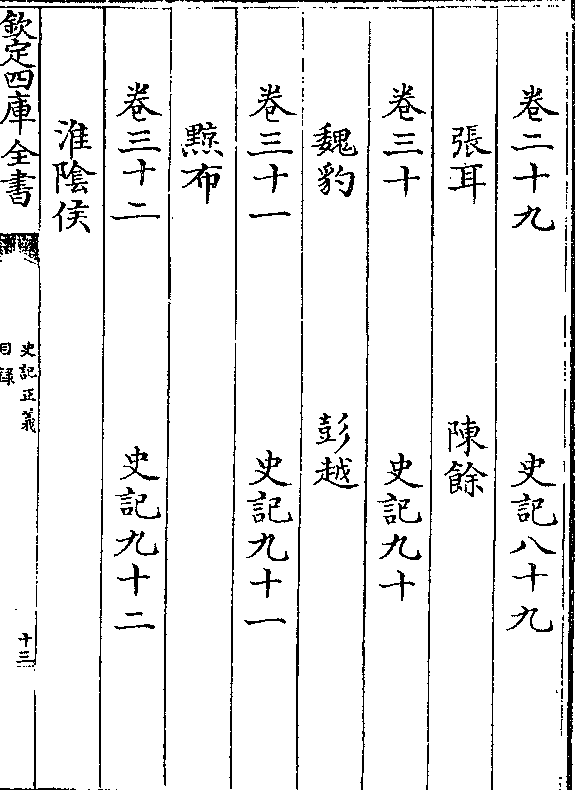 卷二十九 史記八十九
張耳 陳餘
卷三十 史記九十
魏豹 彭越
卷三十一 史記九十一
黥布
卷三十二 史記九十二
淮陰侯
欽定四庫全書
史記正義
目錄
十三